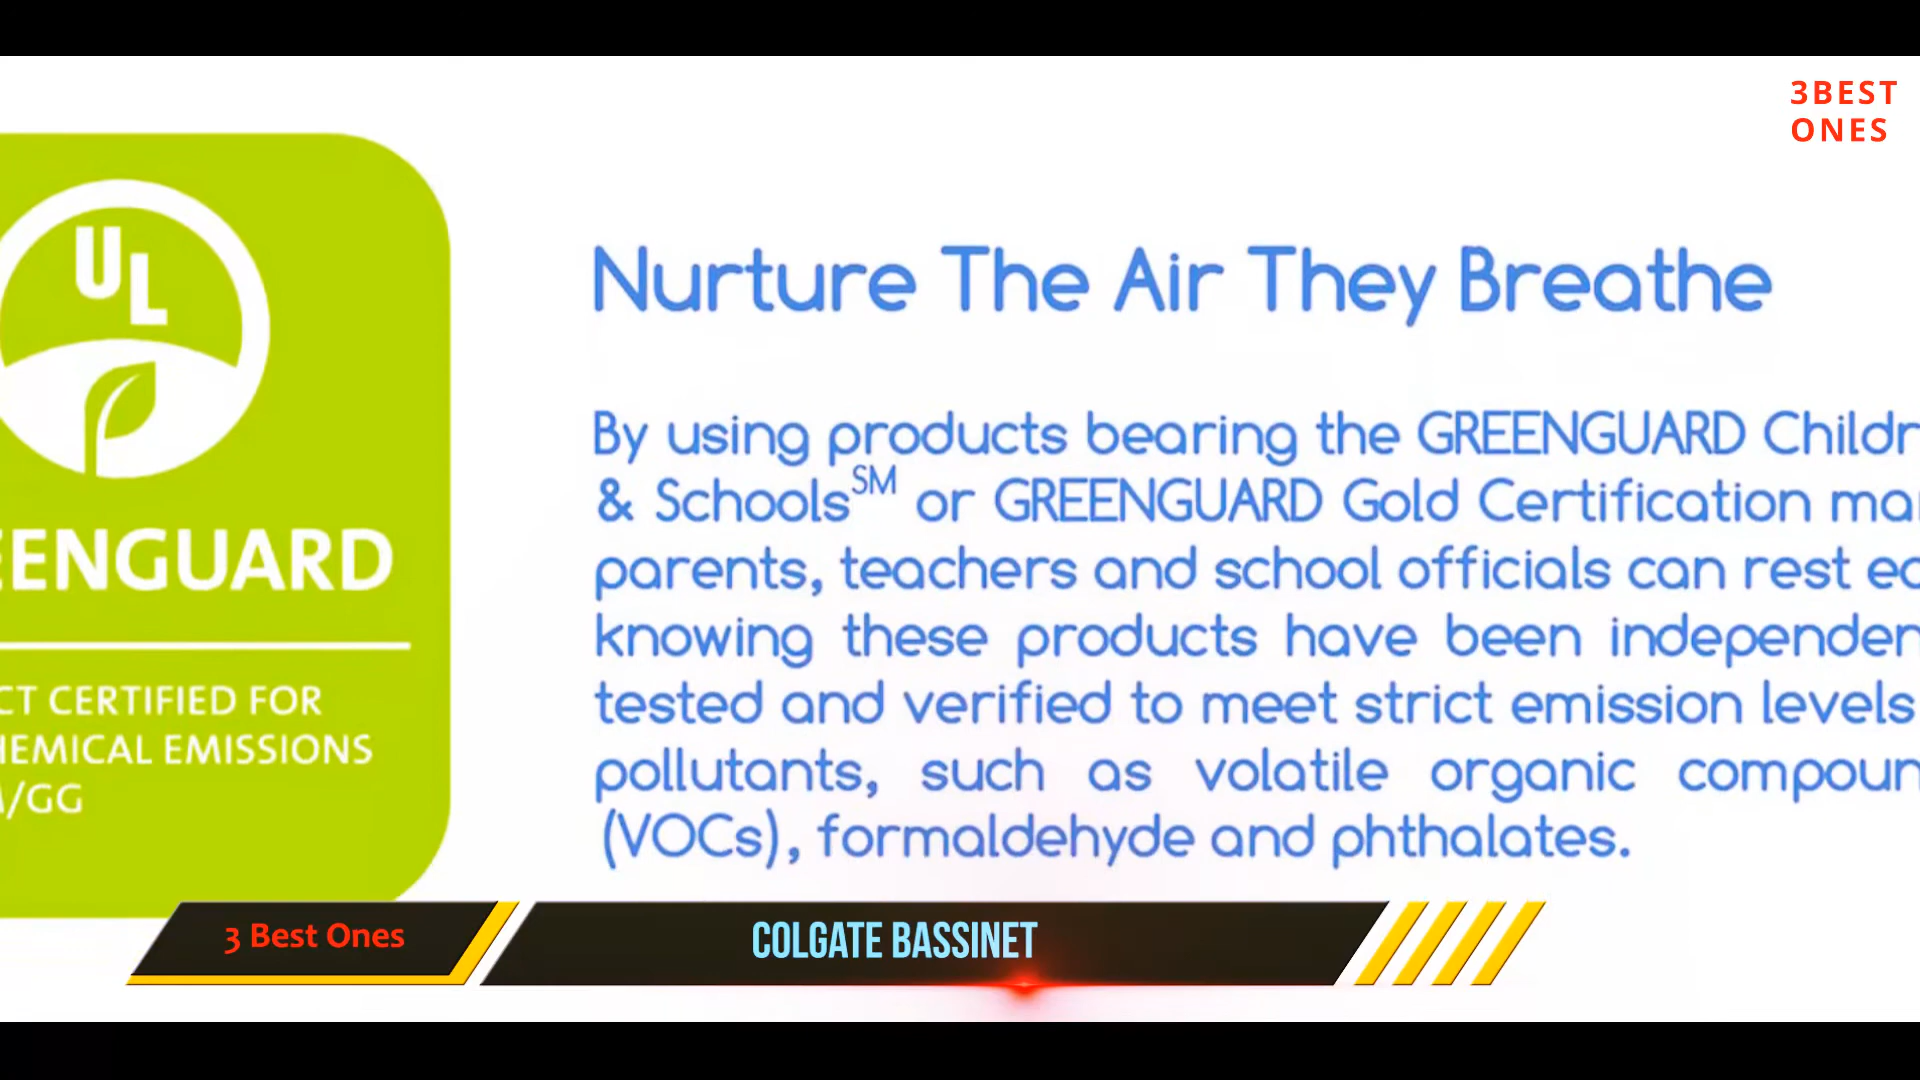 3BEST
ONES
UL
EENGUARD
CT CERTIFIED FOR
HEMICAL EMISSIONS
/GG
Nurture The Air They Breathe
By using products bearing the GREENGUARD Childr
& Schools℠ or GREENGUARD Gold Certification mar
parents, teachers and school officials can rest ea
knowing these products have been independen
tested and verified to meet strict emission levels
pollutants, such as volatile organic compoun
(VOCs), formaldehyde and phthalates.
3 Best Ones
COLGATE BASSINET